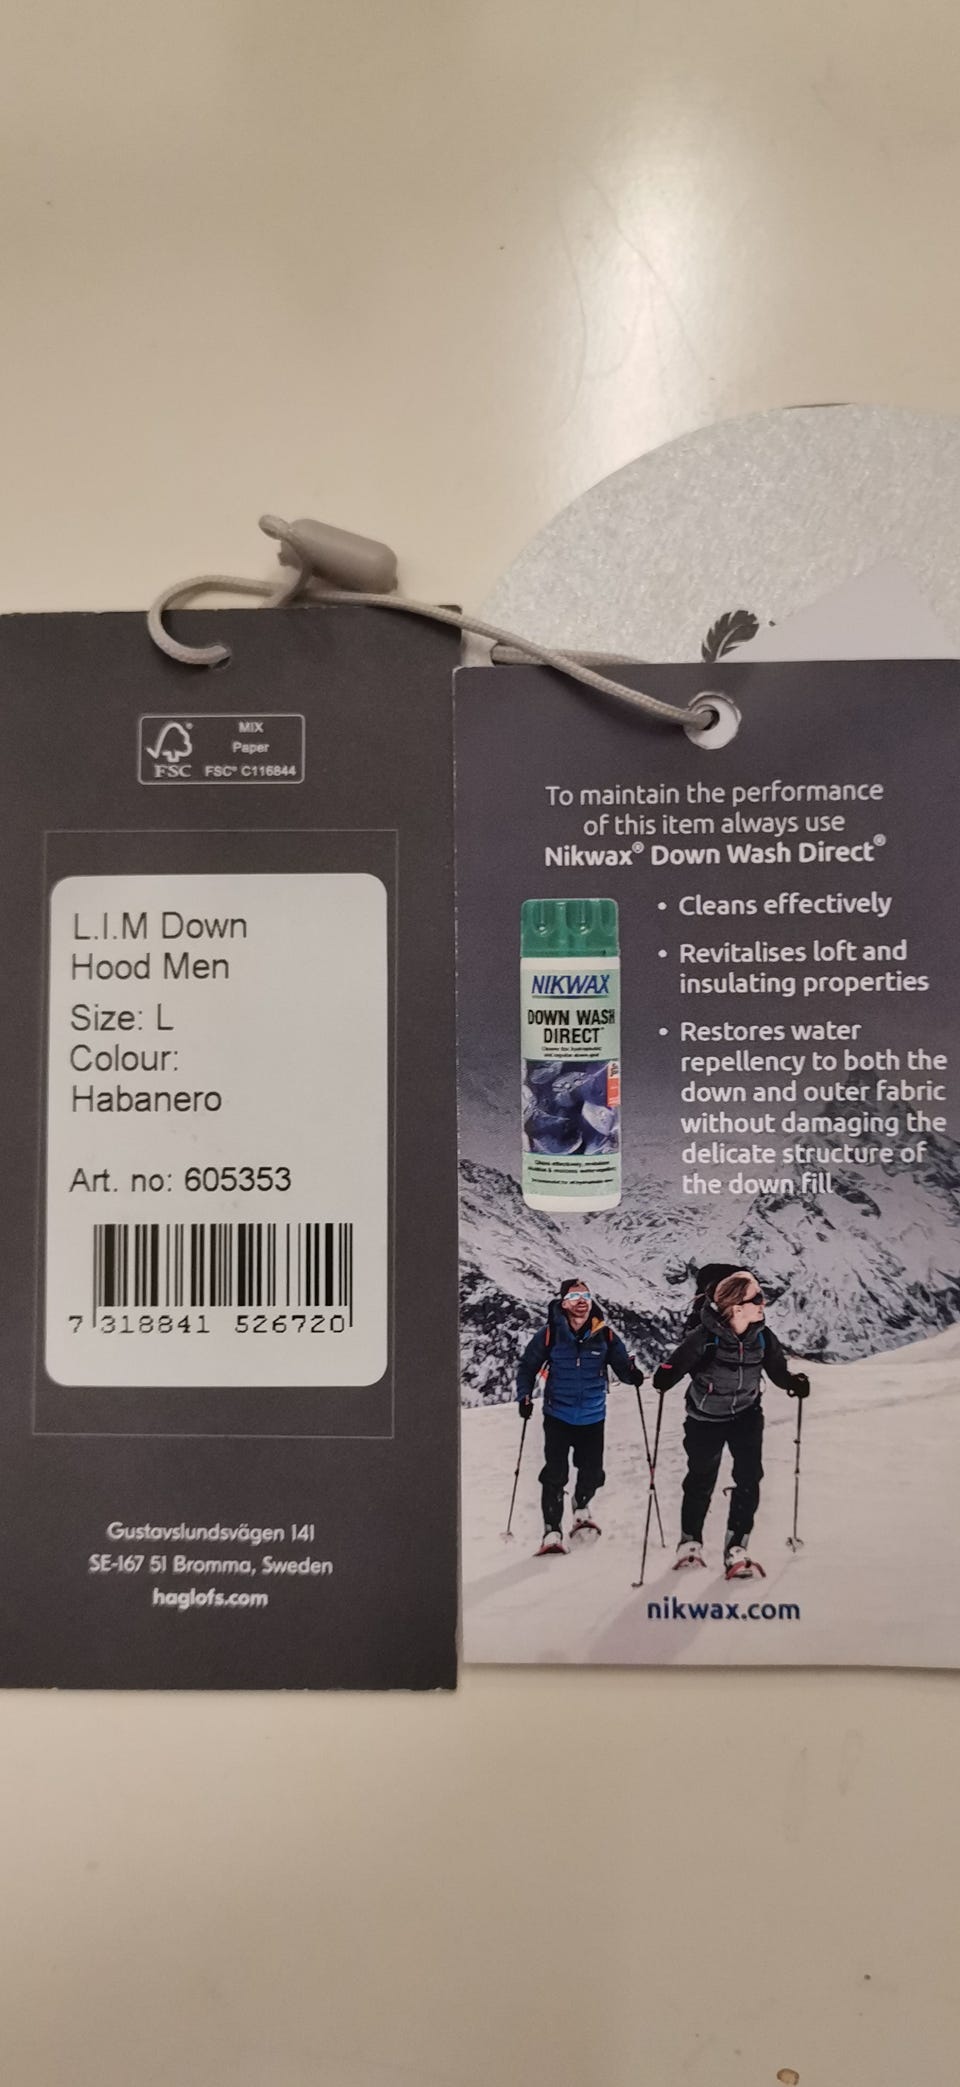 MIX
Paper
FSC® C116844
FSC
L.I.M Down
Hood Men
Size: L
Colour:
Habanero
Art. no: 605353
7 318841 526720
Gustavslundsvägen 141
SE-167 51 Bromma, Sweden
haglofs.com
To maintain the performance
of this item always use
Nikwax® Down Wash Direct®
• Cleans effectively
• Revitalises loft and
insulating properties
• Restores water
repellency to both the
down and outer fabric
without damaging the
delicate structure of
the down fill
NIKWAX
DOWN WASH
DIRECT
nikwax.com